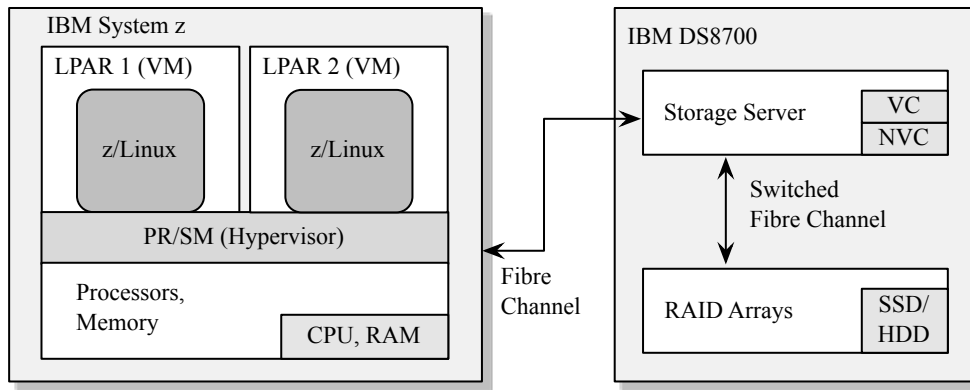 IBM System z
LPAR 1 (VM)
LPAR 2 (VM)
z/Linux
z/Linux
PR/SM (Hypervisor)
Processors,
Memory
CPU, RAM
Fibre
Channel
IBM DS8700
Storage Server
VC
NVC
Switched
Fibre Channel
RAID Arrays
SSD/
HDD